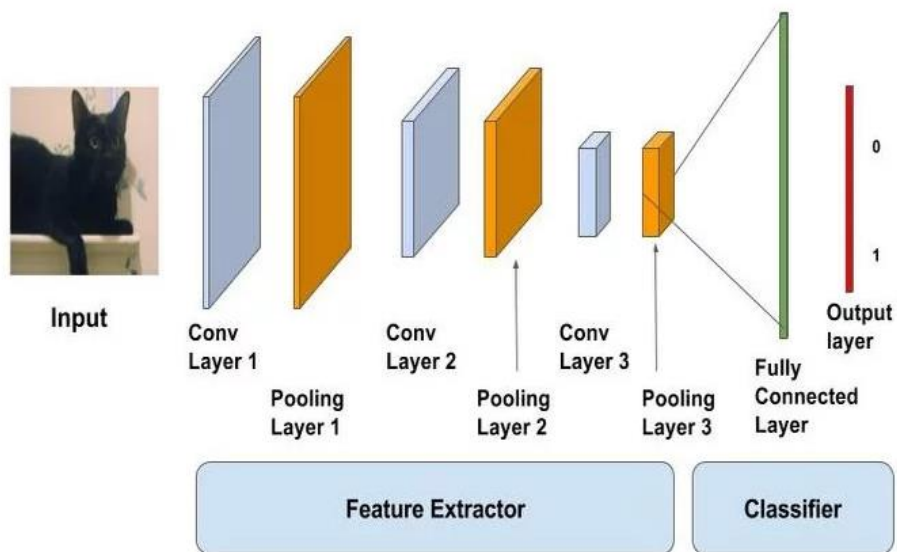 Input
Conv
Layer 1
Pooling
Layer 1
Conv
Layer 2
Pooling
Layer 2
Conv
Layer 3
Pooling
Layer 3
Fully
Connected
Layer
0
1
Output
layer
Feature Extractor
Classifier